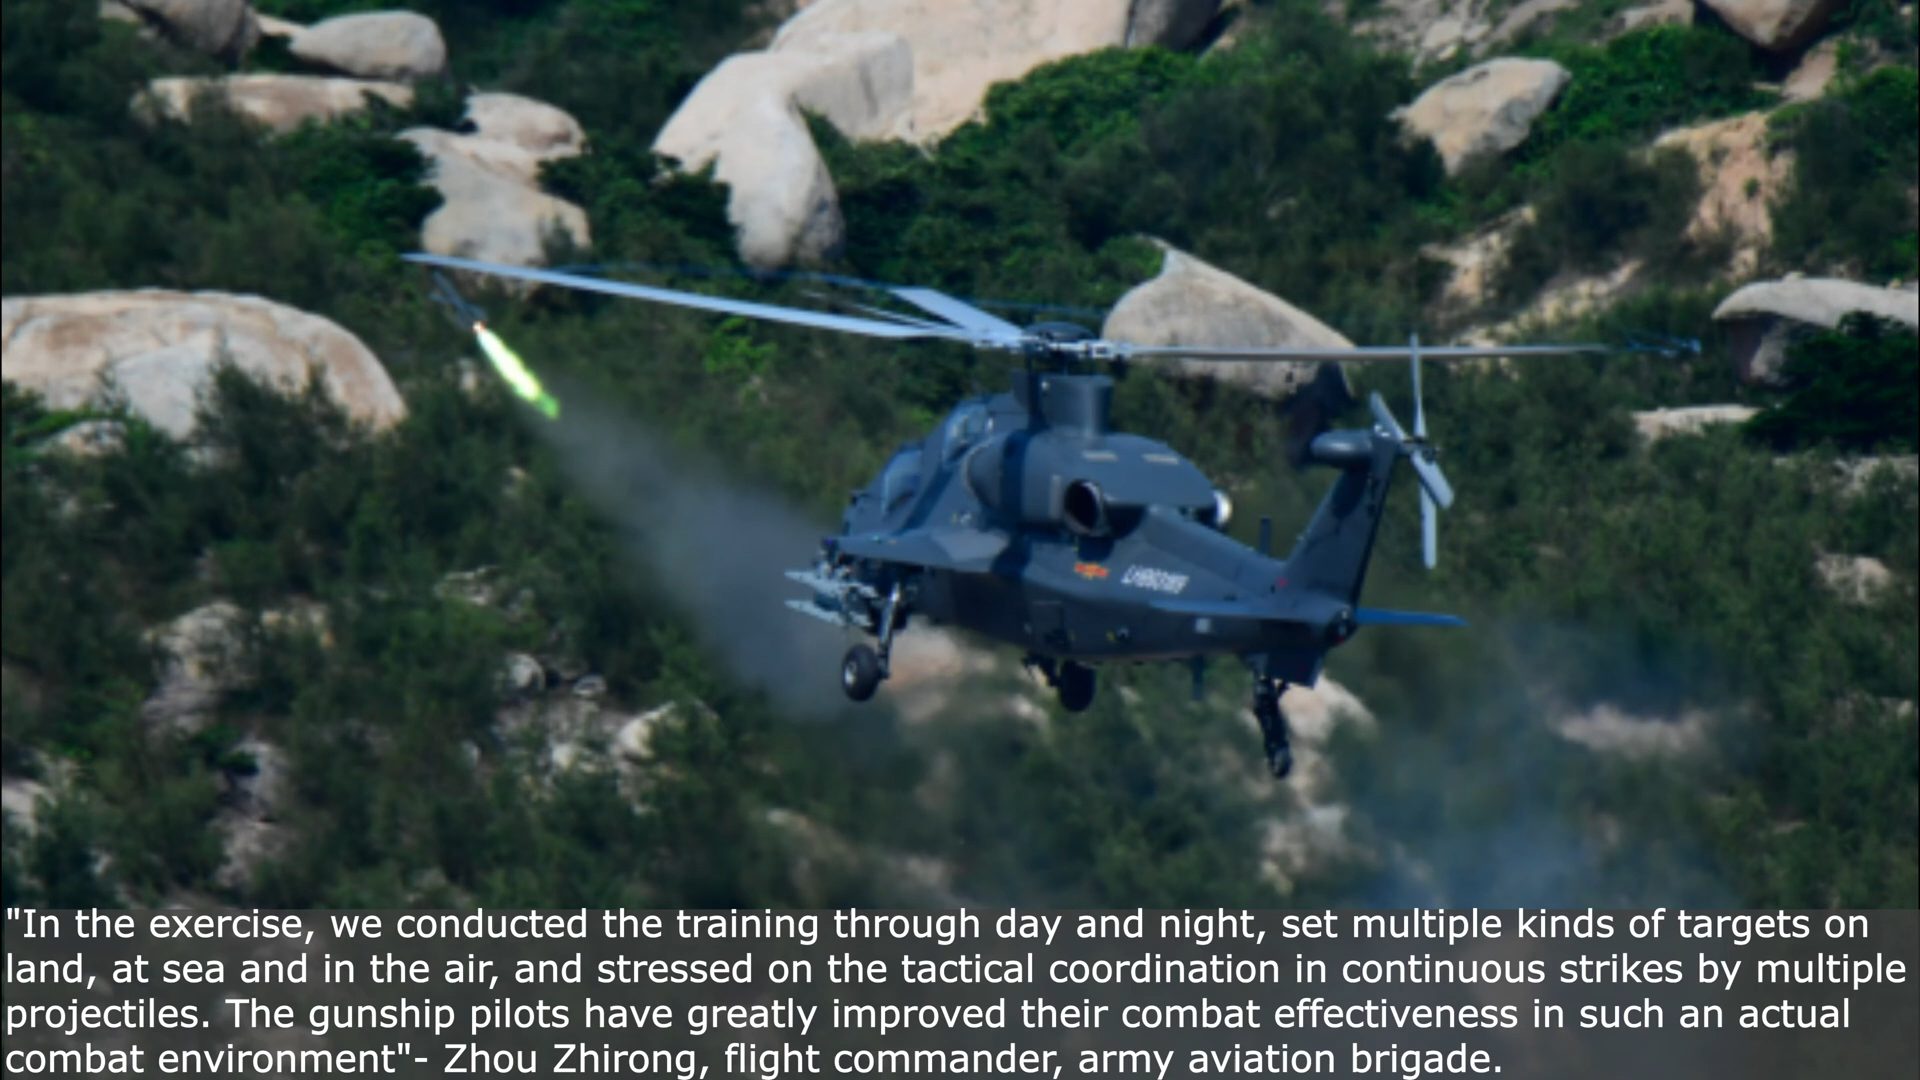 "In the exercise, we conducted the training through day and night, set multiple kinds of targets on
land, at sea and in the air, and stressed on the tactical coordination in continuous strikes by multiple
projectiles. The gunship pilots have greatly improved their combat effectiveness in such an actual
combat environment"- Zhou Zhirong, flight commander, army aviation brigade.